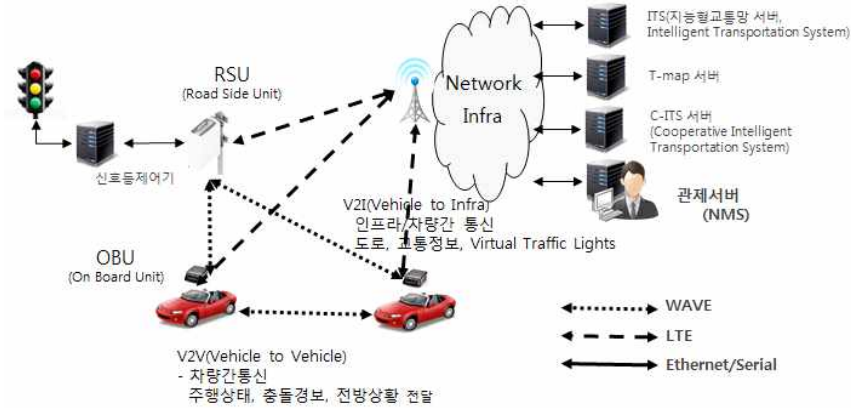 ITS(지능형교통망 서버,
Intelligent Transportation System)
RSU
(Road Side Unit)
Network
Infra
T-map 서버
C-ITS 서버
(Cooperative Intelligent
Transportation System)
신호등제어기
관제서버
(NMS)
V2I(Vehicle to Infra)
인프라/차량간 통신
도로, 교통정보, Virtual Traffic Lights
OBU
(On Board Unit)
WAVE
LTE
Ethernet/Serial
V2V(Vehicle to Vehicle)
- 차량간통신
주행상태, 충돌경보, 전방상황 전달